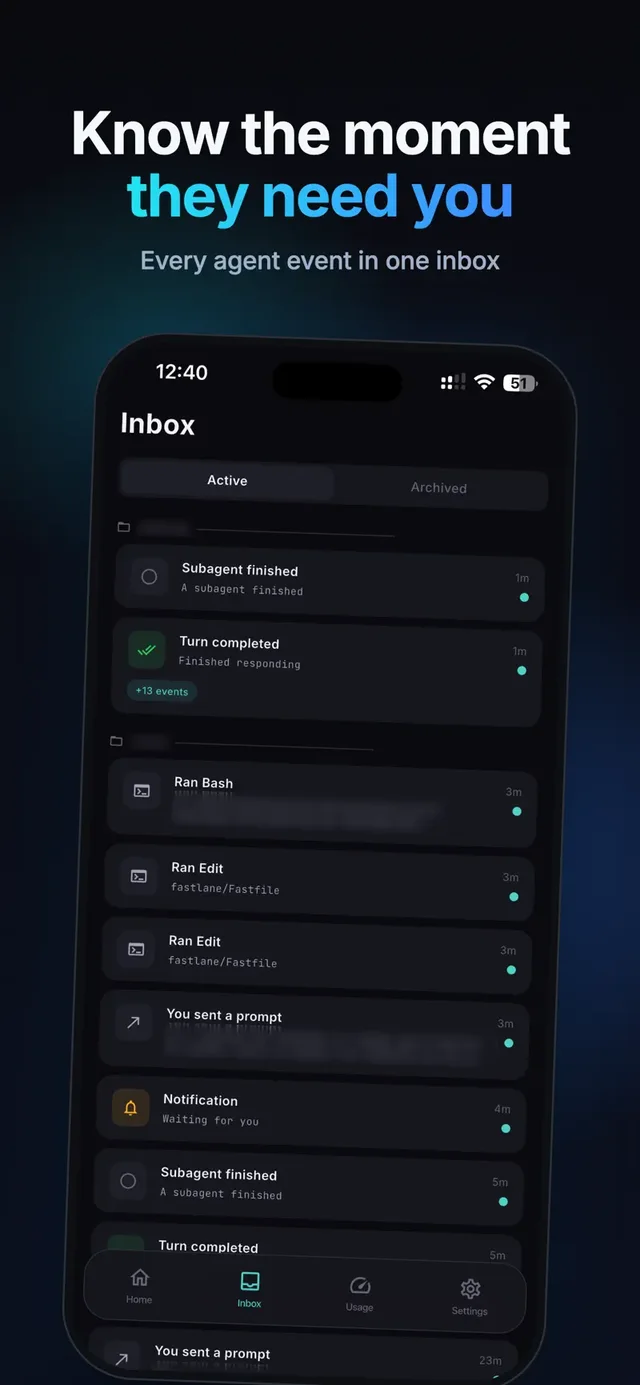 Know the moment
they need you
Every agent event in one inbox
12:40
51
Inbox
Active
Archived
Subagent finished
1m
A subagent finished
Turn completed
1m
Finished responding
+13 events
Ran Bash
3m
Ran Edit
3m
fastlane/Fastfile
Ran Edit
3m
fastlane/Fastfile
You sent a prompt
3m
Notification
4m
Waiting for you
Subagent finished
5m
A subagent finished
Turn completed
5m
Home
Inbox
Usage
Settings
You sent a prompt
23m